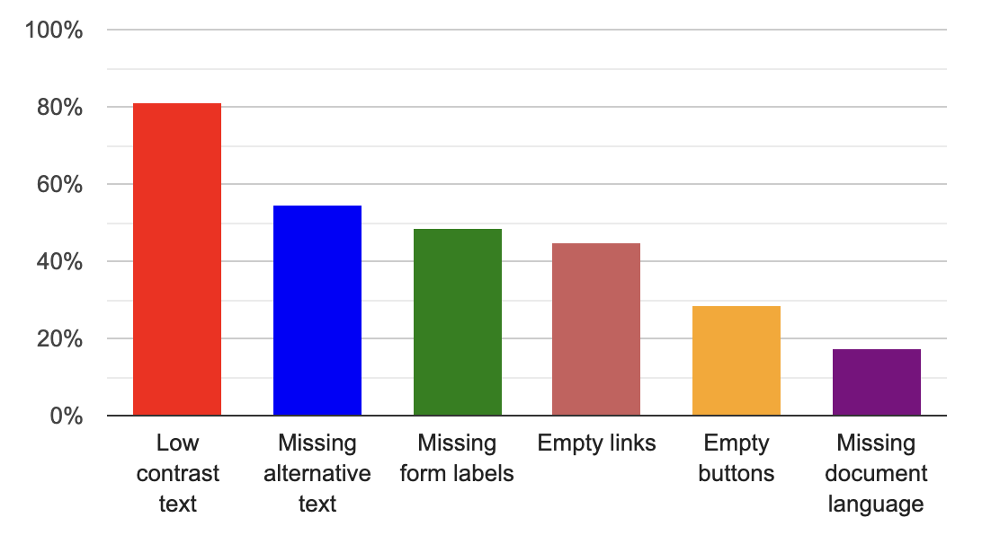 100%
80%
60%
40%
20%
0%
Low
contrast
text
Missing
alternative
text
Missing
form labels
Empty links
Empty
buttons
Missing
document
language